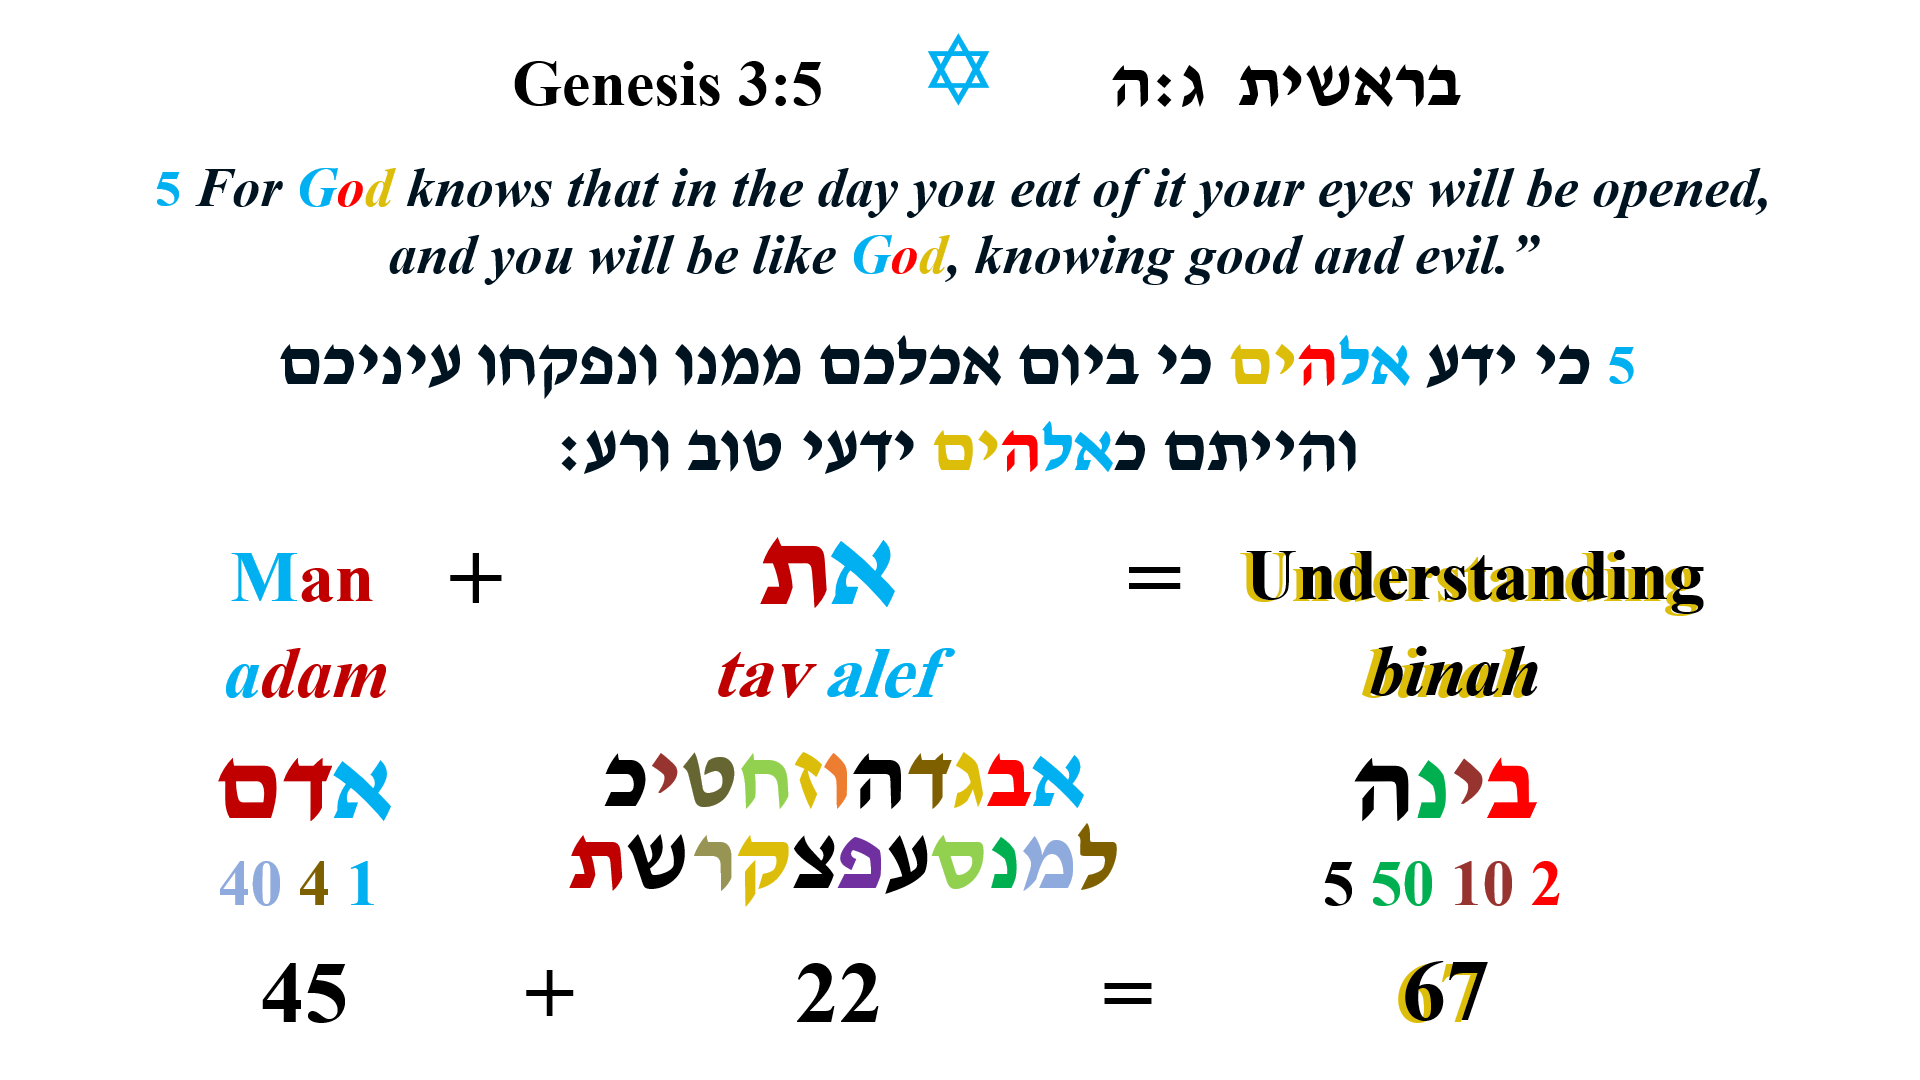 Genesis 3:5 ✡ בראשית ג:ה
5 For God knows that in the day you eat of it your eyes will be opened,
and you will be like God, knowing good and evil.”
5 כי ידע אלהים כי ביום אכלכם ממנו ונפקחו עיניכם
והייתם כאלהים ידעי טוב ורע:
Man + את = Understanding
adam tav alef binah
אדם אבגדהוזחטיכ בינה
למנסעפצקרשת
40 4 1 5 50 10 2
45 + 22 = 67